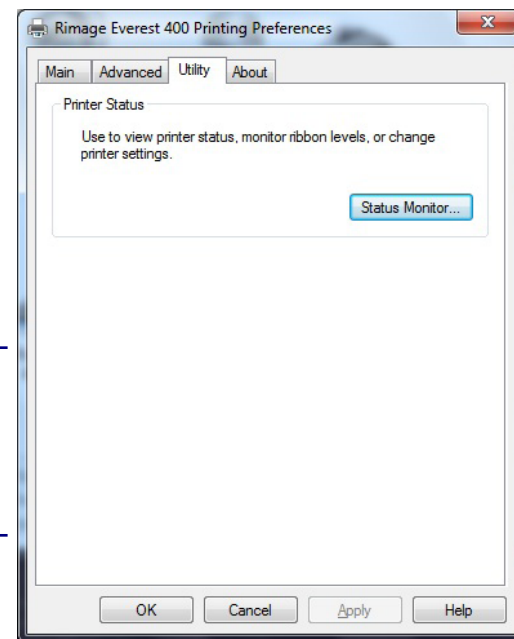 Rimage Everest 400 Printing Preferences
Main Advanced Utility About
Printer Status
Use to view printer status, monitor ribbon levels, or change
printer settings.
Status Monitor...
OK Cancel Apply Help